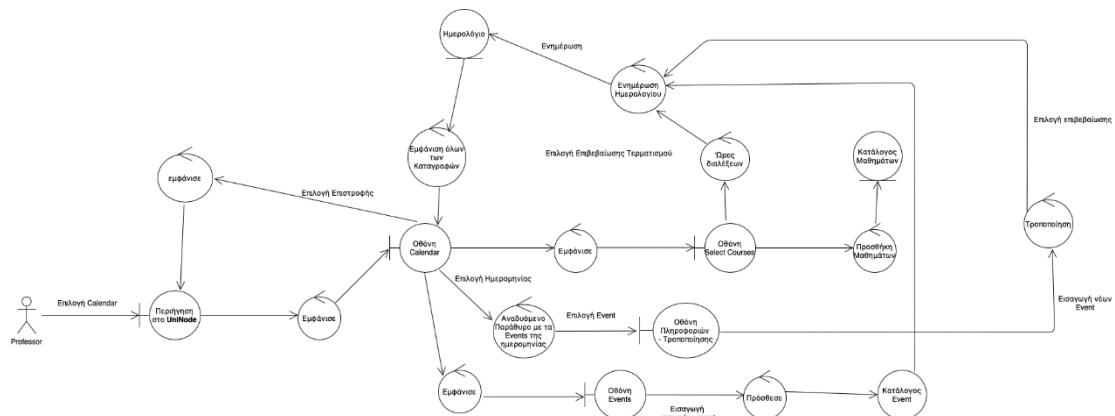 Ημερολόγιο
Ενημέρωση
Ενημέρωση
Ημερολογίου
Επιλογή επιβεβαίωσης
Εμφάνιση όλων
των
Καταγραφών
Επιλογή Επιβεβαίωσης Τερματισμού
Ώρες
διαλέξεων
Κατάλογος
Μαθημάτων
εμφάνισε
Επιλογή Επιστροφής
Τροποποίηση
Οθόνη
Calendar
Εμφάνισε
Οθόνη
Select Courses
Προσθήκη
Μαθημάτων
Επιλογή Ημερομηνίας
Επιλογή Calendar
Περιήγηση
στο UniNode
Εμφάνισε
Αναδυόμενο
Παράθυρο με τα
Events της
ημερομηνίας
Επιλογή Event
Οθόνη
Πληροφοριών
- Τροποποίησης
Εισαγωγή νέων
Event
Professor
Εμφάνισε
Οθόνη
Events
Εισαγωγή
Πρόσθεσε
Κατάλογος
Event